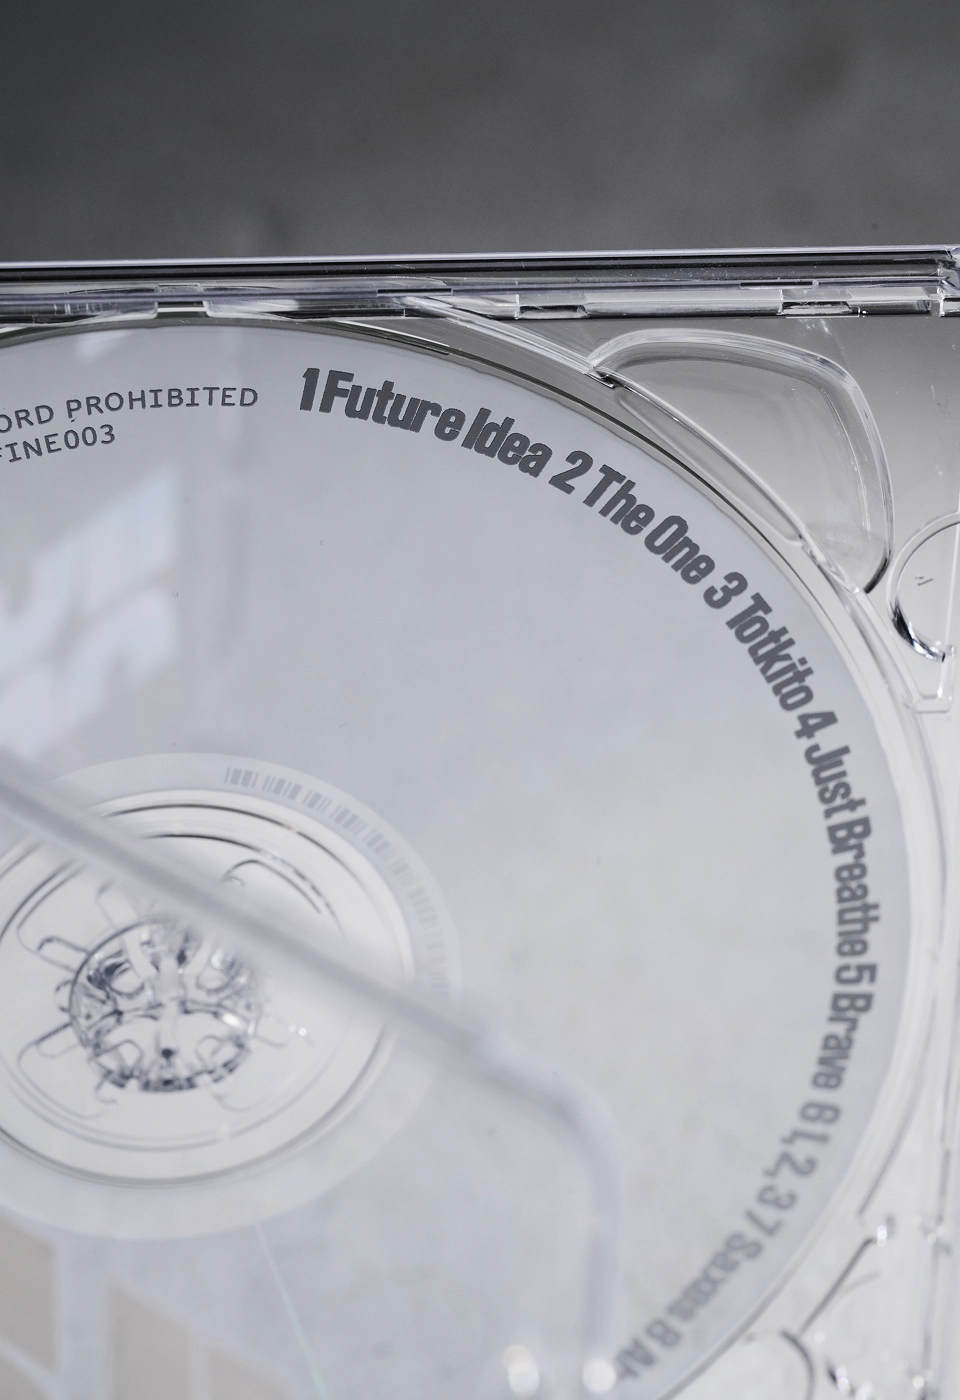 ORD PROHIBITED
FINE003
1 Future Idea 2 The One 3 Totkito 4 Just Breathe 5 Brave 6 1,2,3 7 Saxons 8